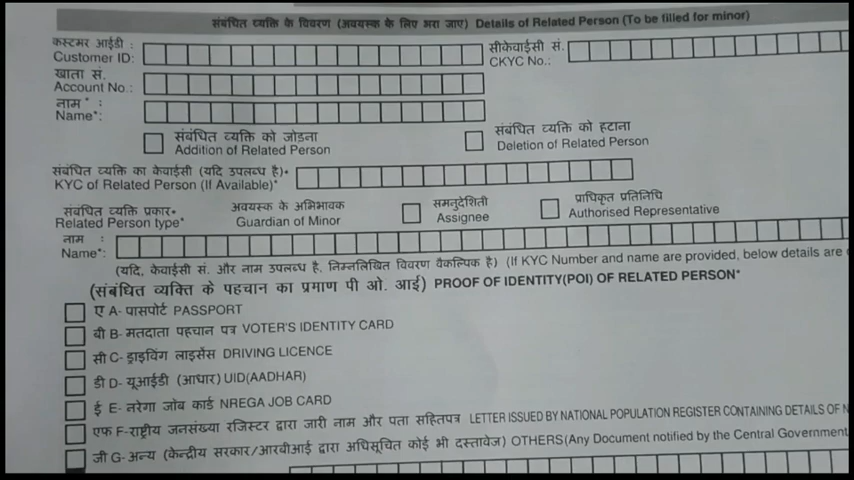 संबंधित व्यक्ति के विवरण (अवयस्क के लिए भरा जाए) Details of Related Person (To be filled for minor)
कस्टमर आईडी : सीकेवाईसी सं.
Customer ID: CKYC No.:
खाता सं.
Account No.:
नाम* :
Name*:
संबंधित व्यक्ति को जोड़ना संबंधित व्यक्ति को हटाना
Addition of Related Person Deletion of Related Person
संबंधित व्यक्ति का केवाईसी (यदि उपलब्ध है)*
KYC of Related Person (If Available)*
संबंधित व्यक्ति प्रकार* अवयस्क के अभिभावक समनुदेशिती प्राधिकृत प्रतिनिधि
Related Person type* Guardian of Minor Assignee Authorised Representative
नाम :
Name*:
(यदि, केवाईसी सं. और नाम उपलब्ध है, निम्नलिखित विवरण वैकल्पिक है) (If KYC Number and name are provided, below details are
(संबंधित व्यक्ति के पहचान का प्रमाण पी ओ. आई) PROOF OF IDENTITY(POI) OF RELATED PERSON*
ए A- पासपोर्ट PASSPORT
बी B- मतदाता पहचान पत्र VOTER'S IDENTITY CARD
सी C- ड्राइविंग लाइसेंस DRIVING LICENCE
डी D- यूआईडी (आधार) UID(AADHAR)
ई E- नरेगा जॉब कार्ड NREGA JOB CARD
एफ F-राष्ट्रीय जनसंख्या रजिस्टर द्वारा जारी नाम और पता सहितपत्र LETTER ISSUED BY NATIONAL POPULATION REGISTER CONTAINING DETAILS OF
जी G- अन्य (केन्द्रीय सरकार/आरबीआई द्वारा अधिसूचित कोई भी दस्तावेज) OTHERS(Any Document notified by the Central Government